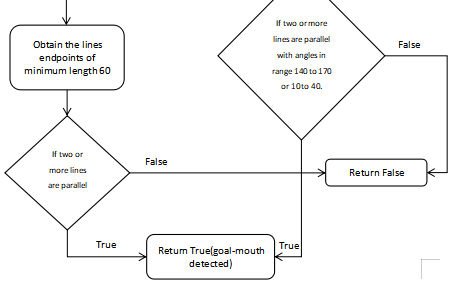 Obtain the lines
endpoints of
minimum length 60
If two or more
lines are parallel
with angles in
range 140 to 170
or 10 to 40.
False
If two or
more lines
are parallel
False
Return False
True
Return True(goal-mouth
detected)
True